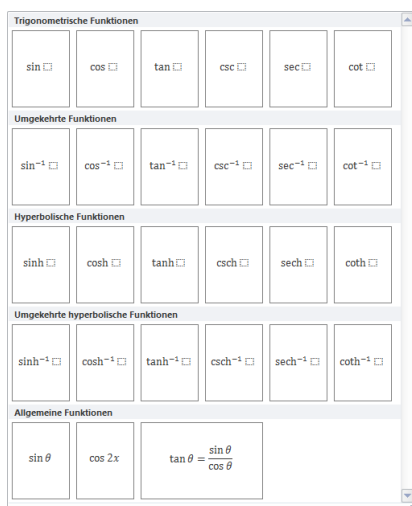 Trigonometrische Funktionen
sin cos tan csc sec cot
Umgekehrte Funktionen
sin⁻¹ cos⁻¹ tan⁻¹ csc⁻¹ sec⁻¹ cot⁻¹
Hyperbolische Funktionen
sinh cosh tanh csch sech coth
Umgekehrte hyperbolische Funktionen
sinh⁻¹ cosh⁻¹ tanh⁻¹ csch⁻¹ sech⁻¹ coth⁻¹
Allgemeine Funktionen
sin θ cos 2x tan θ = sin θ / cos θ